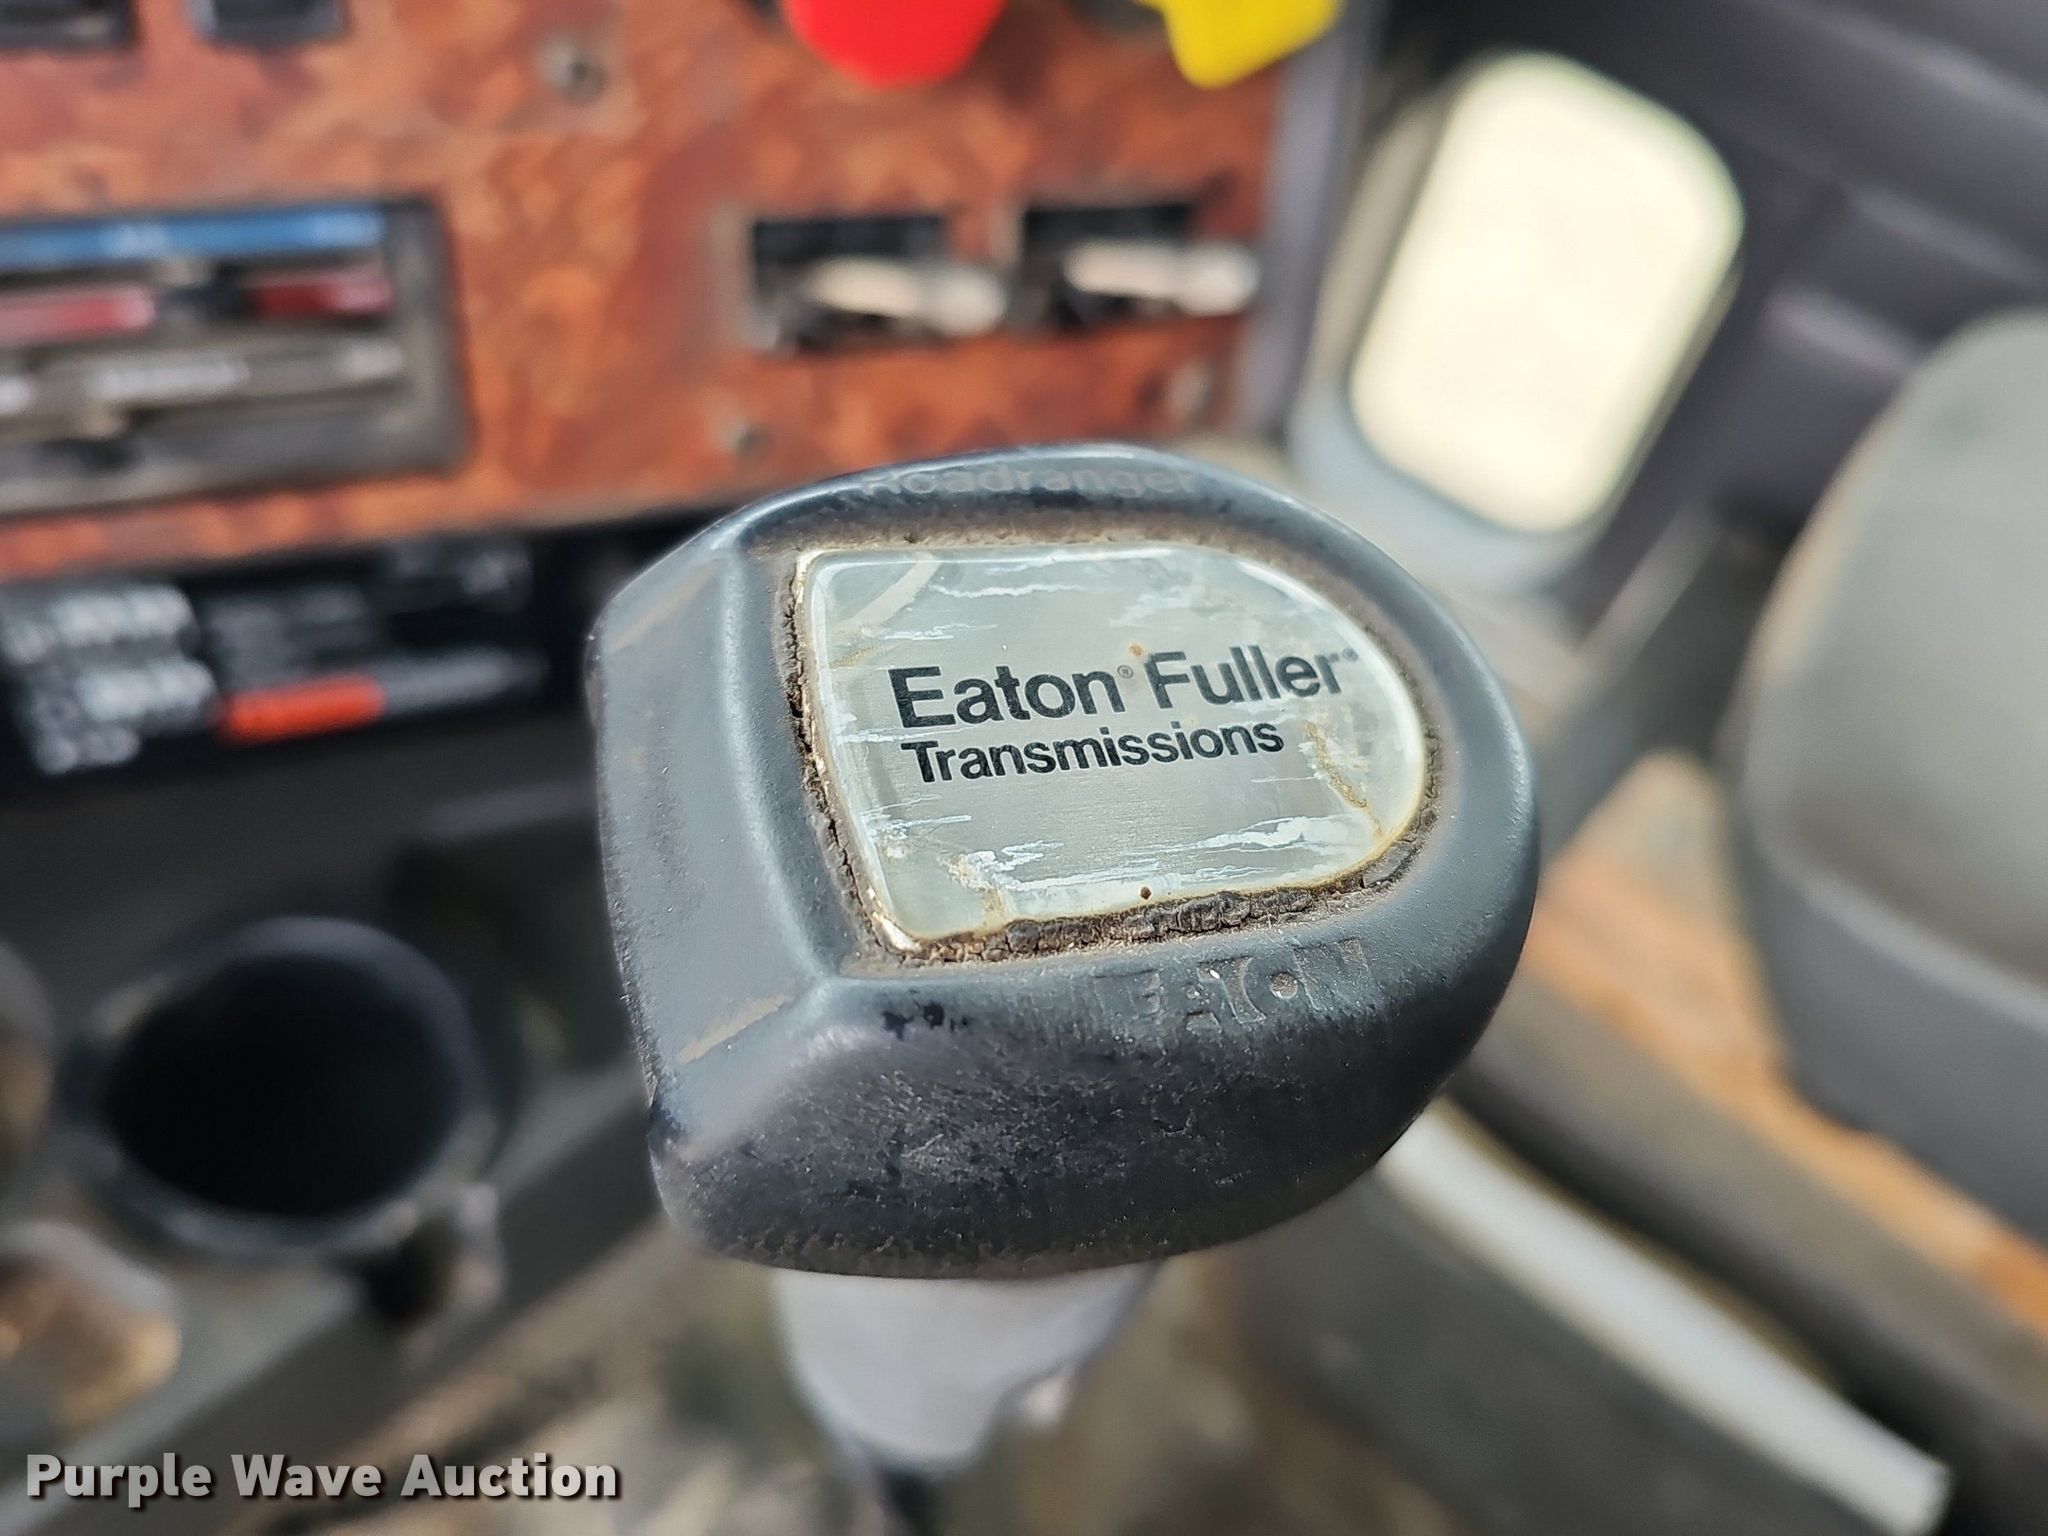 Roadranger
Eaton® Fuller®
Transmissions
EATON
Purple Wave Auction